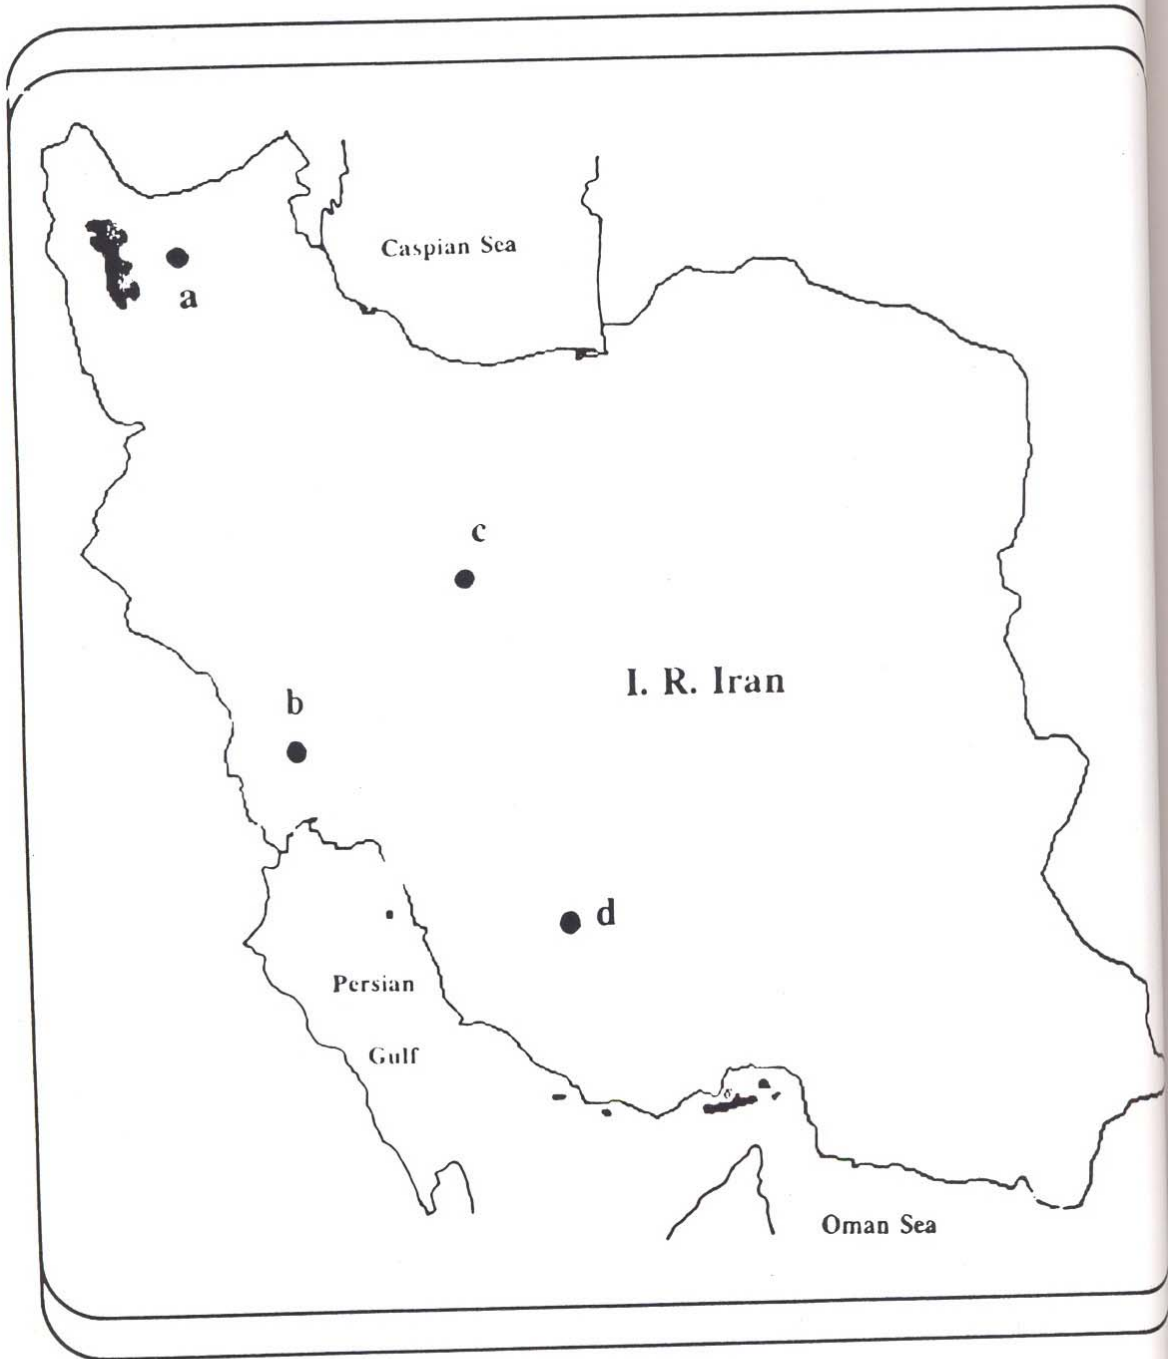 Caspian Sea
a
c
I. R. Iran
b
d
Persian
Gulf
Oman Sea